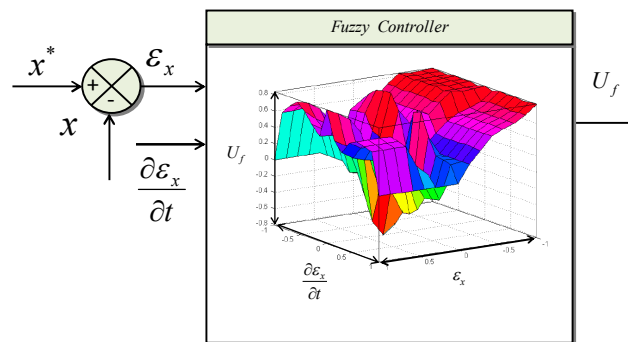 Fuzzy Controller
x*
ε_x
+
-
x
∂ε_x
∂t
U_f
0.8
0.6
0.4
0.2
0
-0.2
-0.4
-0.6
-0.8
-1
-0.5
0
0.5
1
1
0.5
0
-0.5
-1
U_f
∂ε_x
∂t
ε_x